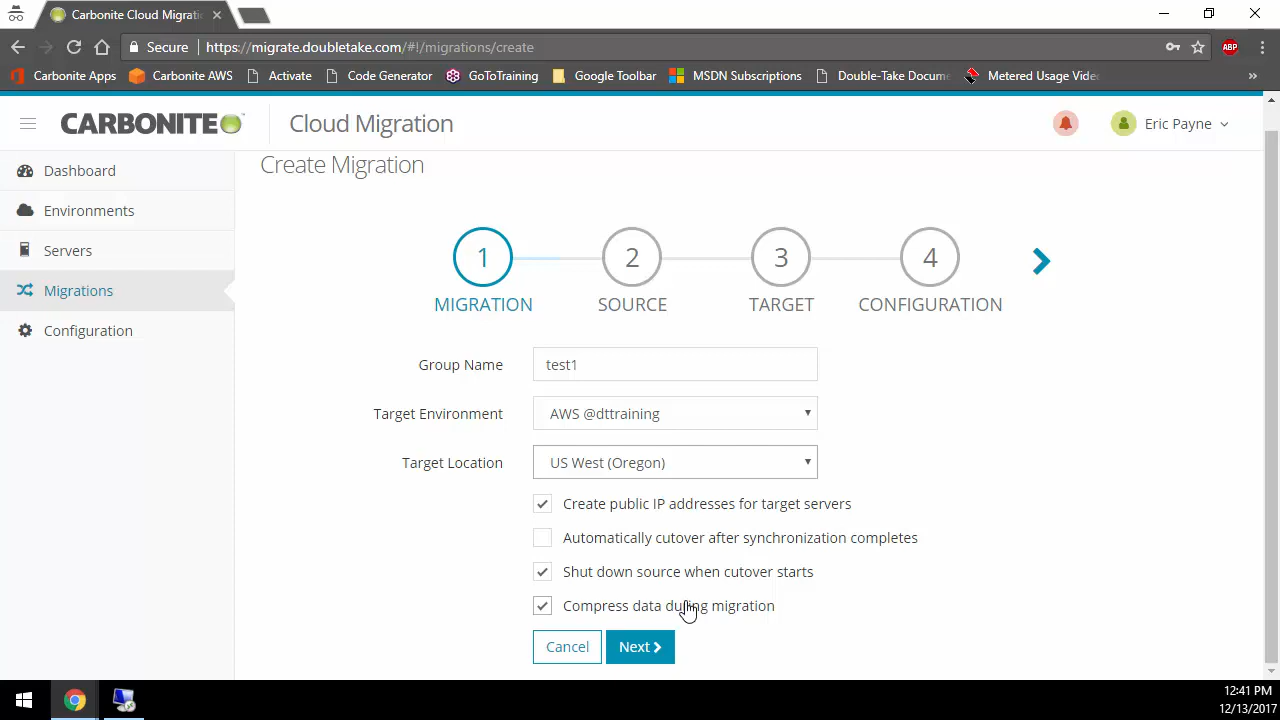 Carbonite Cloud Migrati
Secure
https://migrate.doubletake.com/#!/migrations/create
ABP
Carbonite Apps
Carbonite AWS
Activate
Code Generator
GoToTraining
Google Toolbar
MSDN Subscriptions
Double-Take Docume
Metered Usage Vide
»
CARBONITE
Cloud Migration
Eric Payne
Dashboard
Environments
Servers
Migrations
Configuration
Create Migration
1
2
3
4
MIGRATION
SOURCE
TARGET
CONFIGURATION
Group Name
test1
Target Environment
AWS @dttraining
Target Location
US West (Oregon)
Create public IP addresses for target servers
Automatically cutover after synchronization completes
Shut down source when cutover starts
Compress data during migration
Cancel
Next
12:41 PM
12/13/2017